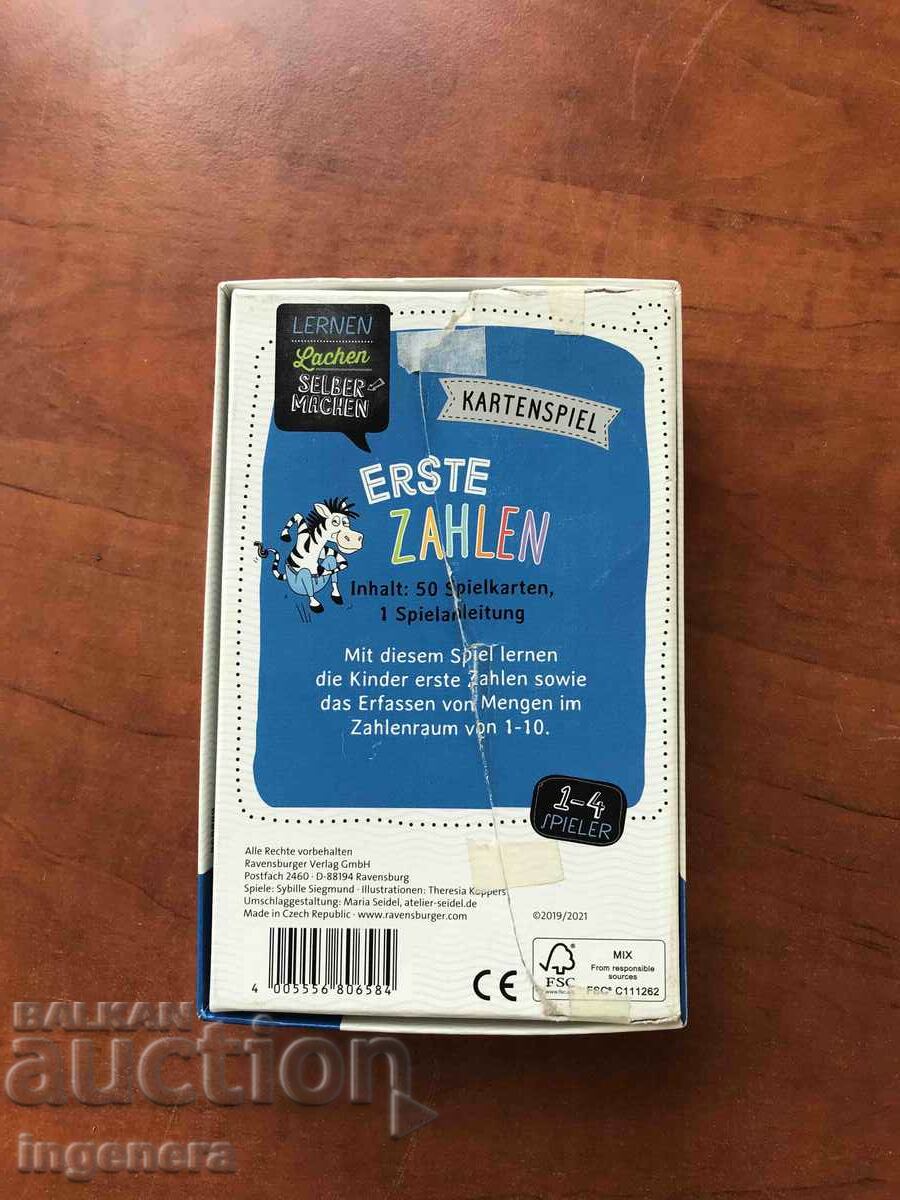 LERNEN
Lachen
SELBER
MACHEN
KARTENSPIEL
ERSTE
ZAHLEN
Inhalt: 50 Spielkarten,
1 Spielanleitung
Mit diesem Spiel lernen
die Kinder erste Zahlen sowie
das Erfassen von Mengen im
Zahlenraum von 1-10.
1-4
SPIELER
Alle Rechte vorbehalten
Ravensburger Verlag GmbH
Postfach 2460 · D-88194 Ravensburg
Spiele: Sybille Siegmund · Illustrationen: Theresia Koppers
Umschlaggestaltung: Maria Seidel, atelier-seidel.de
Made in Czech Republic · www.ravensburger.com
©2019/2021
4 005556 806584
CE
FSC
MIX
From responsible
sources
FSC® C111262
BALKAN
auction
ingenera